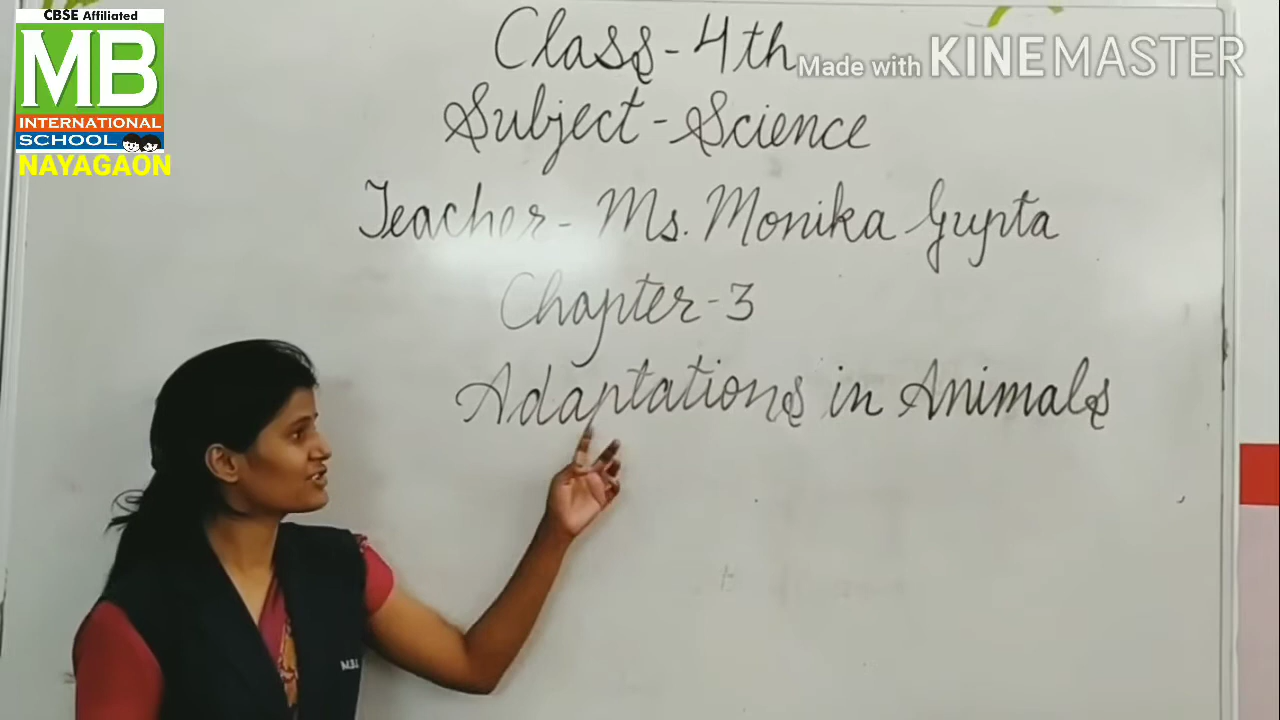 CBSE Affiliated
MB
INTERNATIONAL
SCHOOL
NAYAGAON
Made with KINEMASTER
Class-4th
Subject-Science
Teacher- Ms. Monika Gupta
Chapter-3
Adaptations in Animals